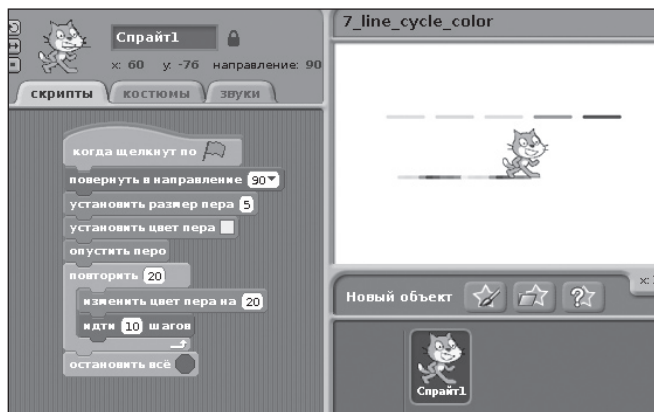 Спрайт1
x: 60 y: -76 направление: 90
скрипты костюмы звуки
когда щелкнут по
повернуть в направление 90
установить размер пера 5
установить цвет пера
опустить перо
повторить 20
изменить цвет пера на 20
идти 10 шагов
остановить всё
7_line_cycle_color
x:
Новый объект
Спрайт1